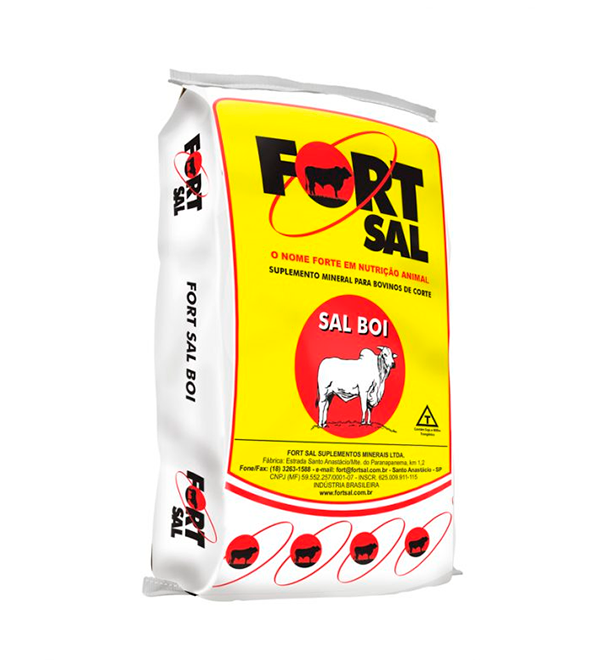 FORT
SAL
O NOME FORTE EM NUTRIÇÃO ANIMAL
SUPLEMENTO MINERAL PARA BOVINOS DE CORTE
SAL BOI
T
FORT SAL SUPLEMENTOS MINERAIS LTDA.
Fábrica: Estrada Santo Anastácio/Mte. do Paranapanema, km 1,2
Fone/Fax: (18) 3263-1588 - e-mail: fort@fortsal.com.br - Santo Anastácio - SP
CNPJ (MF) 59.552.257/0001-07 - INSCR: 625.009.911-115
INDÚSTRIA BRASILEIRA
www.fortsal.com.br
FORT
SAL
FORT SAL BOI
FORT
SAL